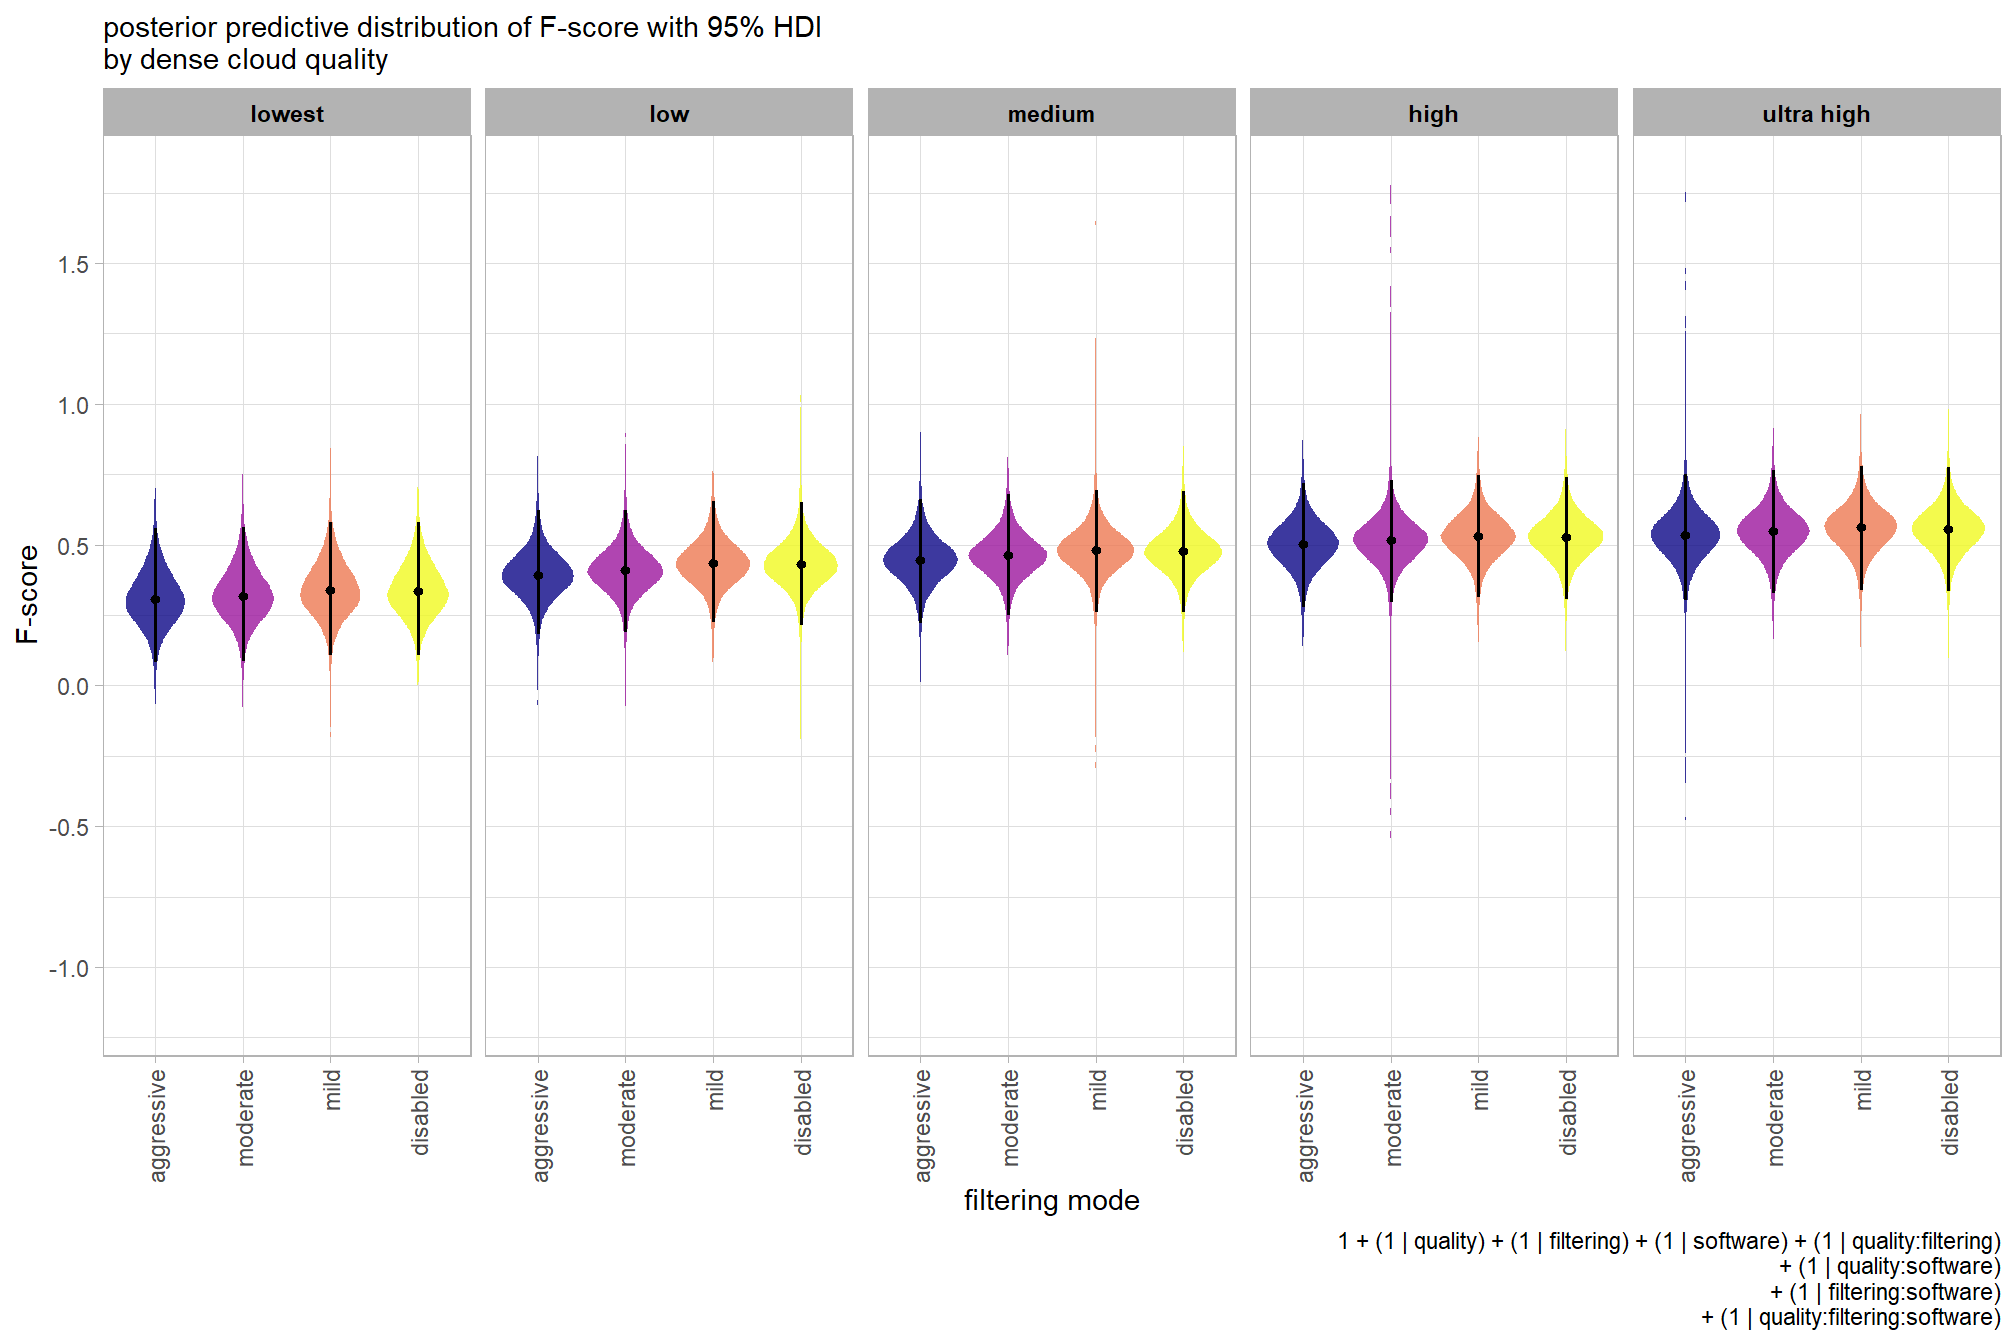 posterior predictive distribution of F-score with 95% HDI
by dense cloud quality
lowest
low
medium
high
ultra high
F-score
1.5
1.0
0.5
0.0
-0.5
-1.0
aggressive
moderate
mild
disabled
aggressive
moderate
mild
disabled
aggressive
moderate
mild
disabled
aggressive
moderate
mild
disabled
aggressive
moderate
mild
disabled
filtering mode
1 + (1 | quality) + (1 | filtering) + (1 | software) + (1 | quality:filtering)
+ (1 | quality:software)
+ (1 | filtering:software)
+ (1 | quality:filtering:software)